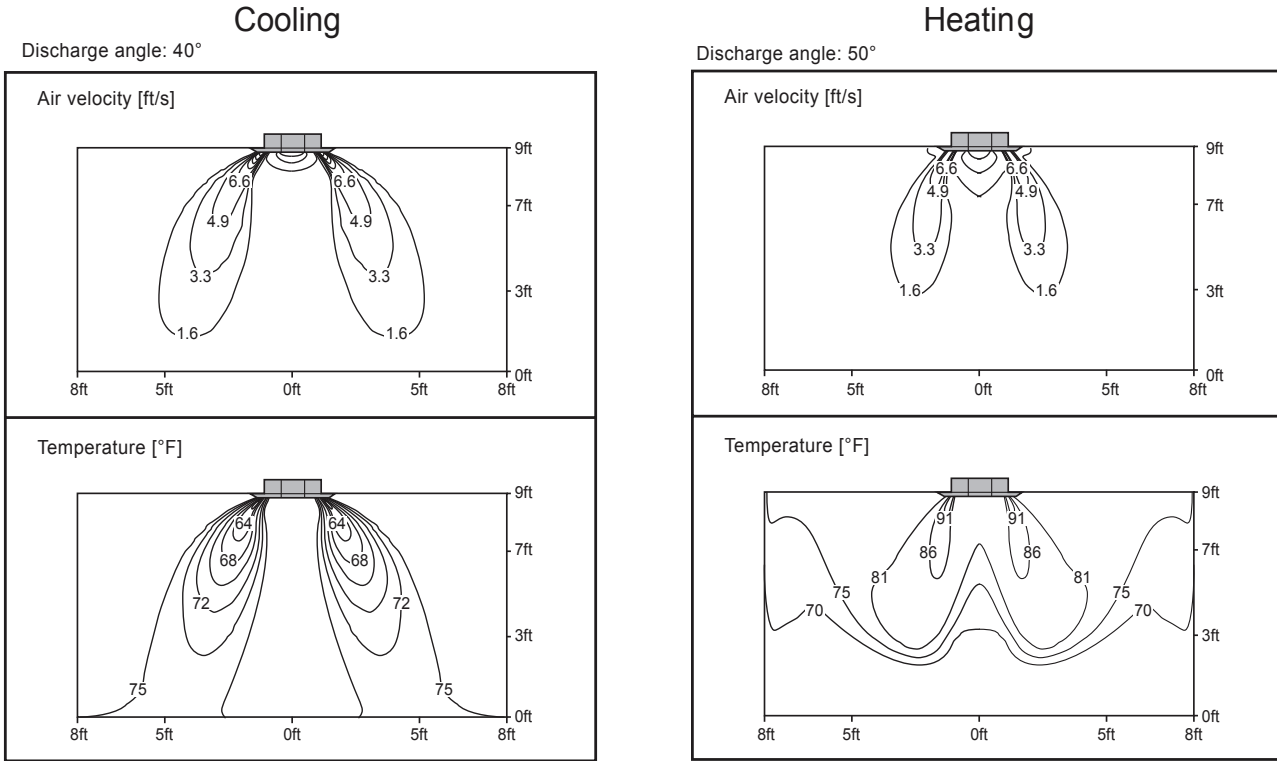 Cooling
Discharge angle: 40°
Air velocity [ft/s]
9ft
6.6 6.6
7ft
4.9 4.9
3.3 3.3
3ft
1.6 1.6
0ft
8ft 5ft 0ft 5ft 8ft
Temperature [°F]
9ft
64 64
7ft
68 68
72 72
3ft
75 75
0ft
8ft 5ft 0ft 5ft 8ft
Heating
Discharge angle: 50°
Air velocity [ft/s]
9ft
6.6 6.6
4.9 4.9
7ft
3.3 3.3
1.6 1.6
3ft
0ft
8ft 5ft 0ft 5ft 8ft
Temperature [°F]
9ft
91 91
86 86
7ft
81 81
75 75
70 70
3ft
0ft
8ft 5ft 0ft 5ft 8ft